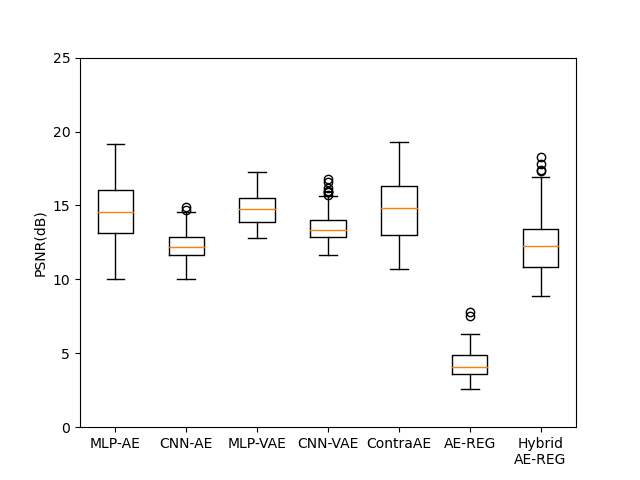 25
20
15
10
5
0
PSNR(dB)
MLP-AE
CNN-AE
MLP-VAE
CNN-VAE
ContraAE
AE-REG
Hybrid
AE-REG